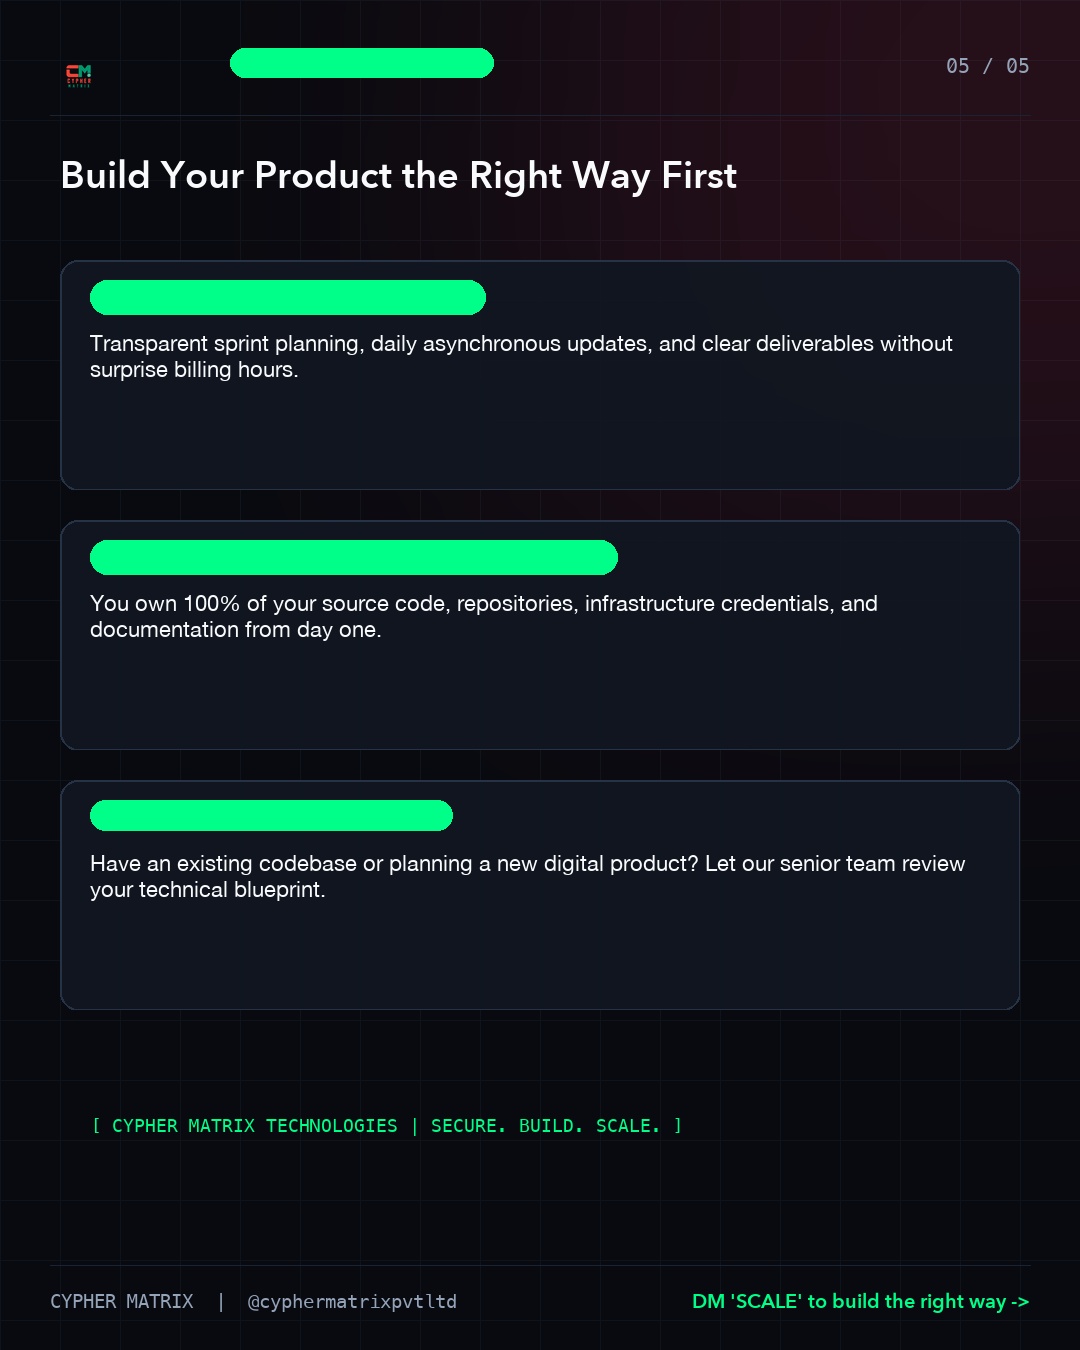 CM
CYPHER
MATRIX
05 / 05
Build Your Product the Right Way First
Transparent sprint planning, daily asynchronous updates, and clear deliverables without
surprise billing hours.
You own 100% of your source code, repositories, infrastructure credentials, and
documentation from day one.
Have an existing codebase or planning a new digital product? Let our senior team review
your technical blueprint.
[ CYPHER MATRIX TECHNOLOGIES | SECURE. BUILD. SCALE. ]
CYPHER MATRIX | @cyphermatrixpvtltd
DM 'SCALE' to build the right way ->